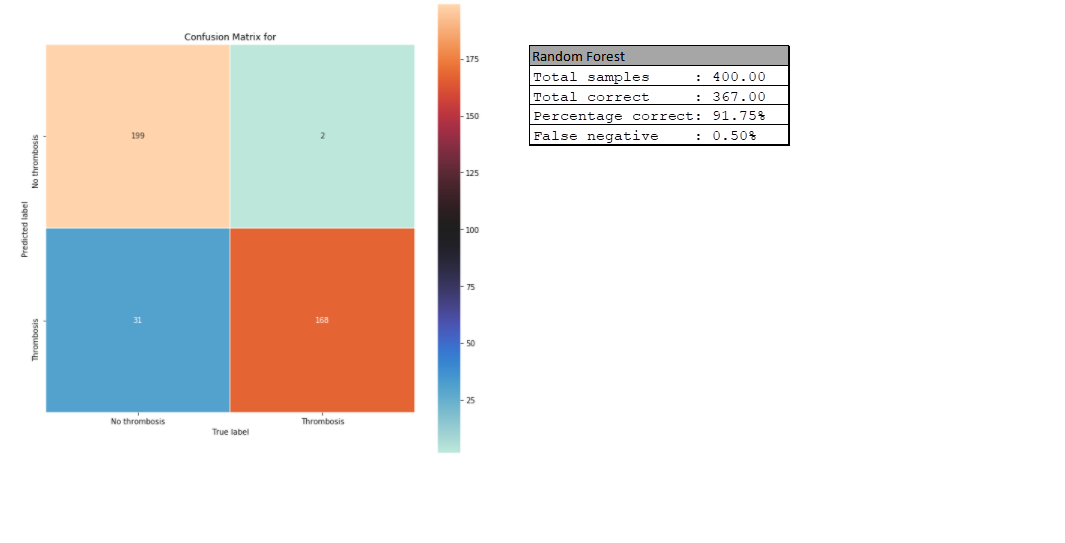 Confusion Matrix for
No thrombosis
Thrombosis
Predicted label
199
2
31
168
No thrombosis
Thrombosis
True label
175
150
125
100
75
50
25
Random Forest
Total samples : 400.00
Total correct : 367.00
Percentage correct: 91.75%
False negative : 0.50%